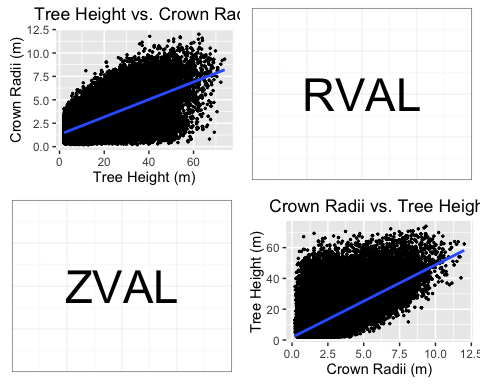 Tree Height vs. Crown Rac
12.5
10.0
7.5
5.0
2.5
0.0
0 20 40 60
Tree Height (m)
Crown Radii (m)
RVAL
ZVAL
Crown Radii vs. Tree Heigh
60
40
20
0
0.0 2.5 5.0 7.5 10.0 12.5
Crown Radii (m)
Tree Height (m)